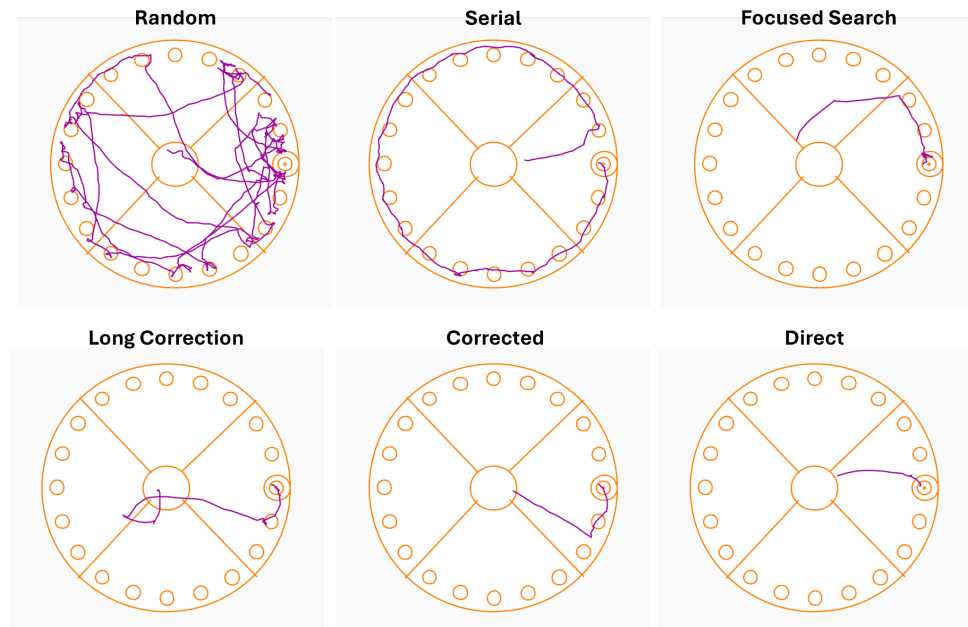 Random
Serial
Focused Search
Long Correction
Corrected
Direct